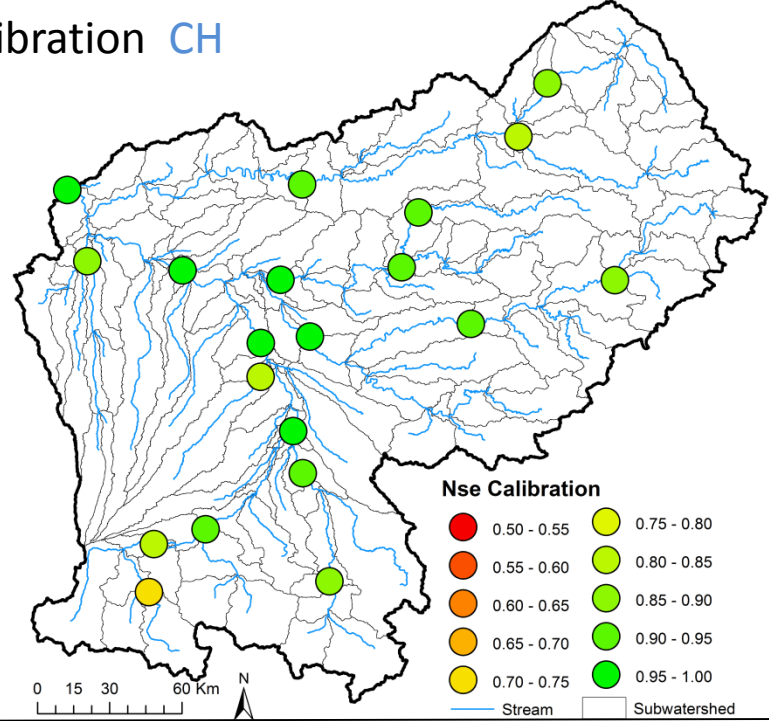 ibration CH
Nse Calibration
0.50 - 0.55
0.55 - 0.60
0.60 - 0.65
0.65 - 0.70
0.70 - 0.75
0.75 - 0.80
0.80 - 0.85
0.85 - 0.90
0.90 - 0.95
0.95 - 1.00
Stream
Subwatershed
0 15 30 60 Km
N